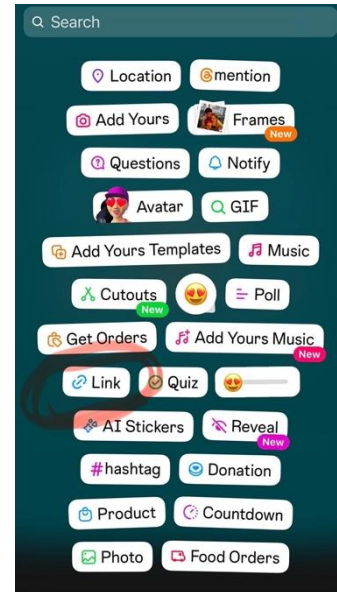 Search
Location @mention
Add Yours Frames
New
Questions Notify
Avatar GIF
Add Yours Templates Music
Cutouts Poll
New
Get Orders Add Yours Music
New
Link Quiz
AI Stickers Reveal
New
#hashtag Donation
Product Countdown
Photo Food Orders